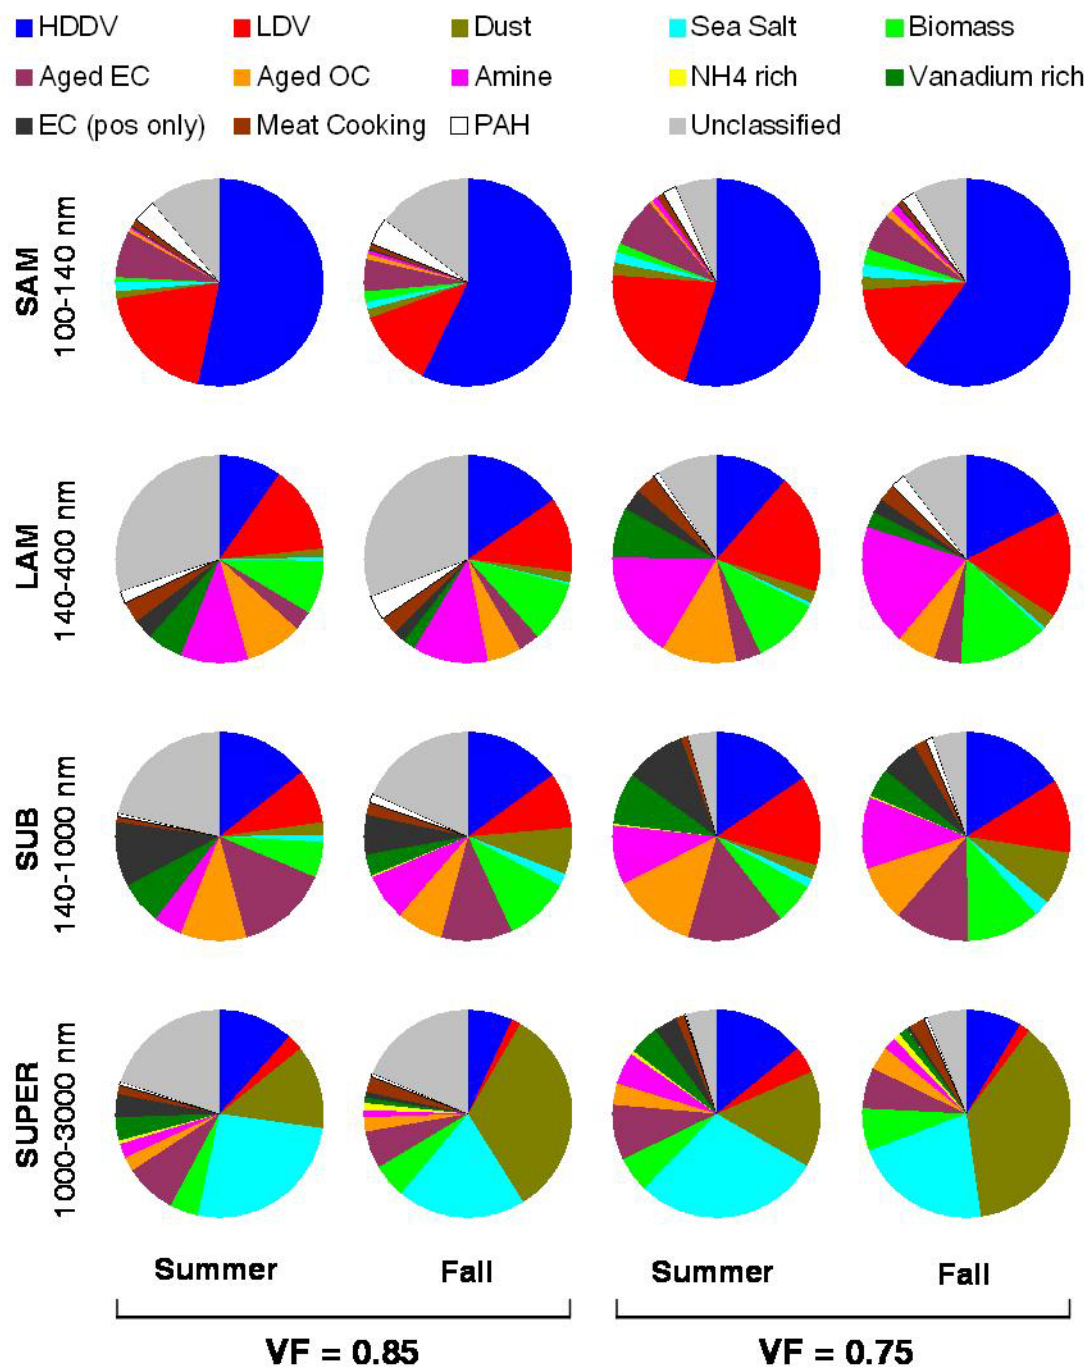 HDDV LDV Dust Sea Salt Biomass
Aged EC Aged OC Amine NH4 rich Vanadium rich
EC (pos only) Meat Cooking PAH Unclassified
SAM
100-140 nm
LAM
140-400 nm
SUB
140-1000 nm
SUPER
1000-3000 nm
Summer Fall Summer Fall
VF = 0.85 VF = 0.75